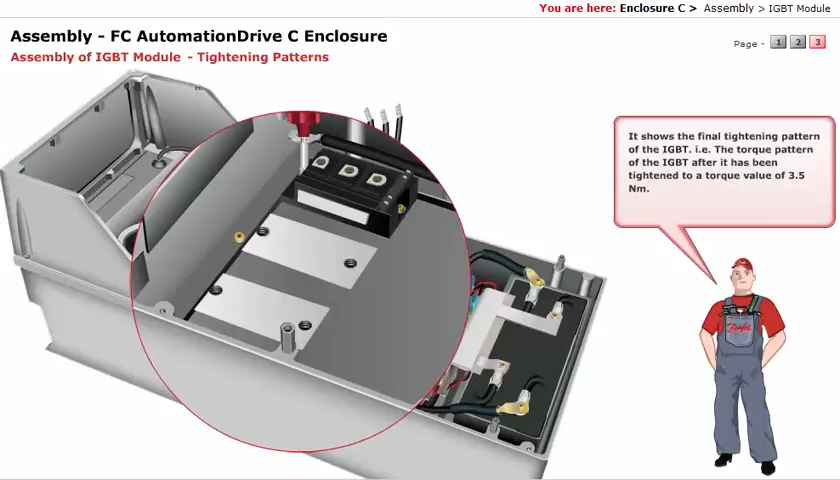 You are here: Enclosure C > Assembly > IGBT Module
Assembly - FC AutomationDrive C Enclosure
Assembly of IGBT Module - Tightening Patterns
Page - 1 2 3
It shows the final tightening pattern
of the IGBT. i.e. The torque pattern
of the IGBT after it has been
tightened to a torque value of 3.5
Nm.
Danfoss